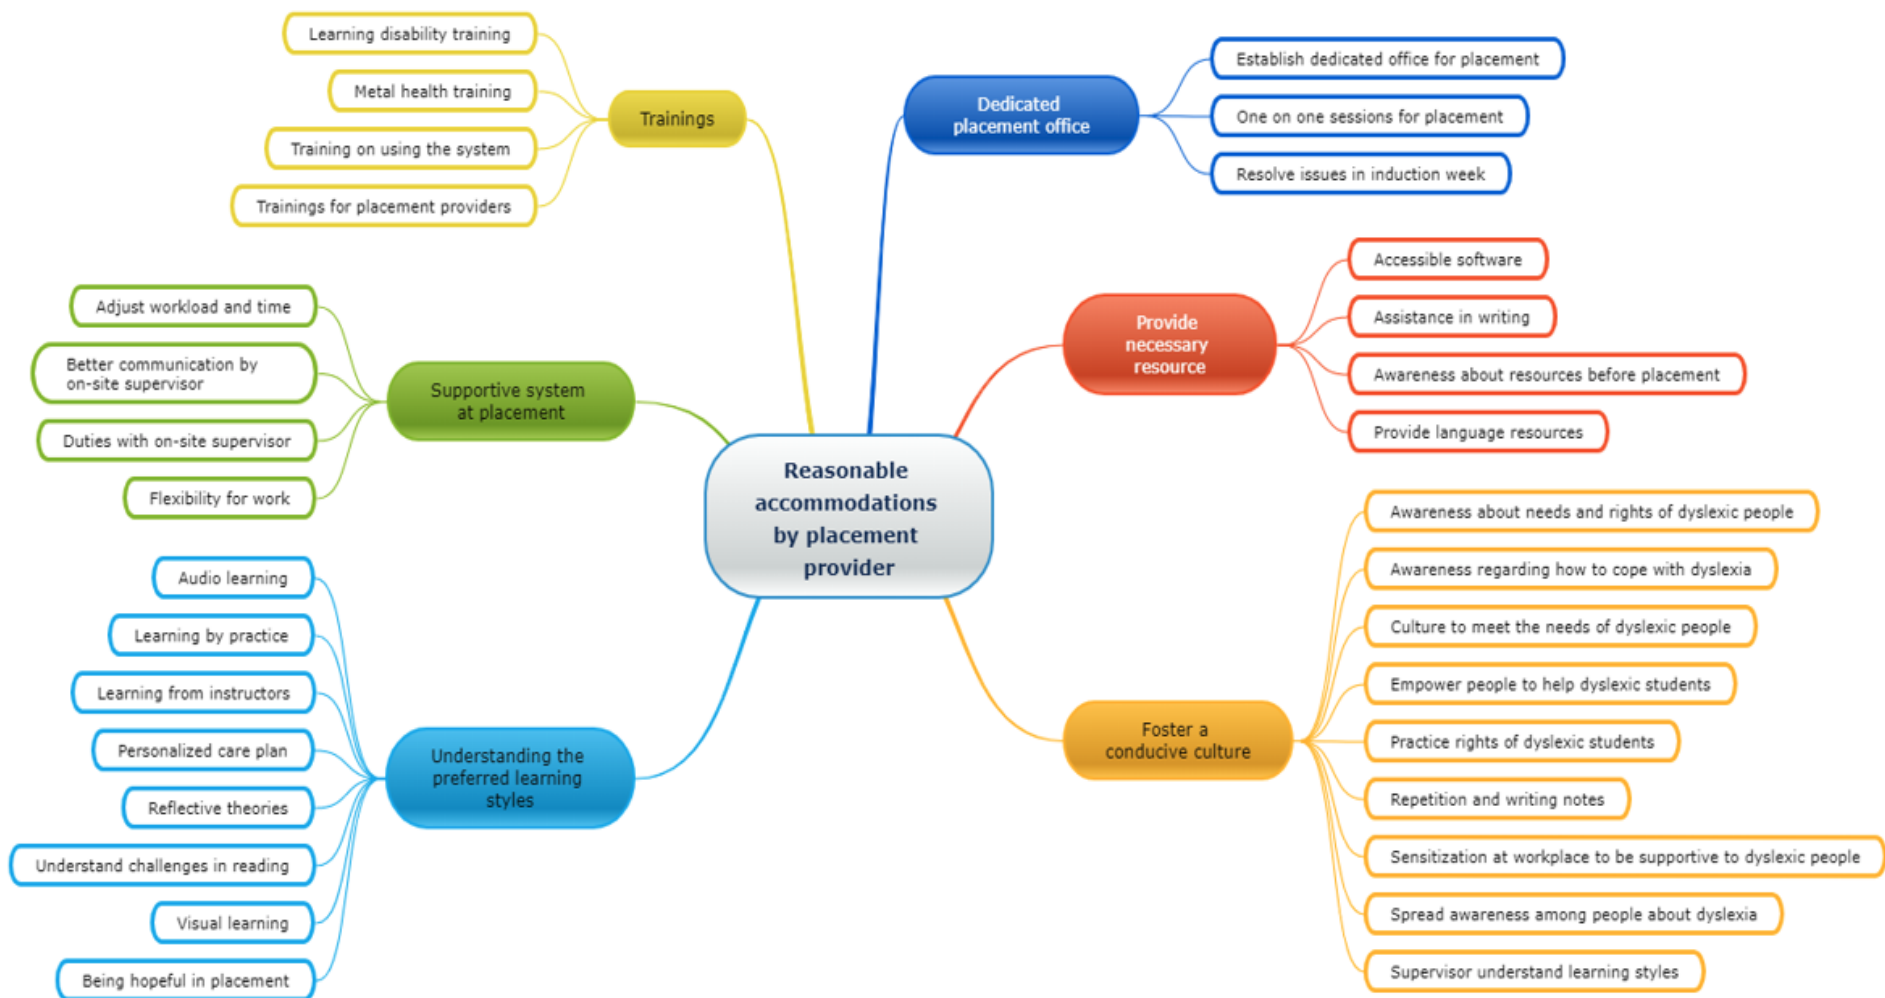 Learning disability training
Metal health training
Training on using the system
Trainings for placement providers
Trainings
Dedicated
placement office
Establish dedicated office for placement
One on one sessions for placement
Resolve issues in induction week
Provide
necessary
resource
Accessible software
Assistance in writing
Awareness about resources before placement
Provide language resources
Adjust workload and time
Better communication by
on-site supervisor
Duties with on-site supervisor
Flexibility for work
Supportive system
at placement
Reasonable
accommodations
by placement
provider
Audio learning
Learning by practice
Learning from instructors
Personalized care plan
Reflective theories
Understand challenges in reading
Visual learning
Being hopeful in placement
Understanding the
preferred learning
styles
Foster a
conducive culture
Awareness about needs and rights of dyslexic people
Awareness regarding how to cope with dyslexia
Culture to meet the needs of dyslexic people
Empower people to help dyslexic students
Practice rights of dyslexic students
Repetition and writing notes
Sensitization at workplace to be supportive to dyslexic people
Spread awareness among people about dyslexia
Supervisor understand learning styles